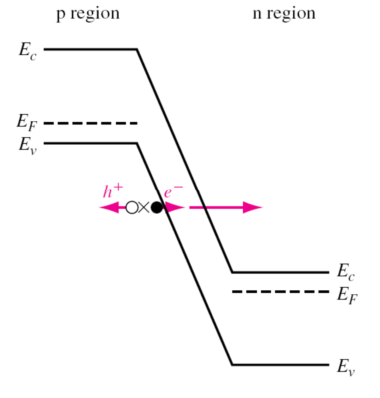 p region
n region
E_c
E_F
E_v
h^+
e^−
E_c
E_F
E_v